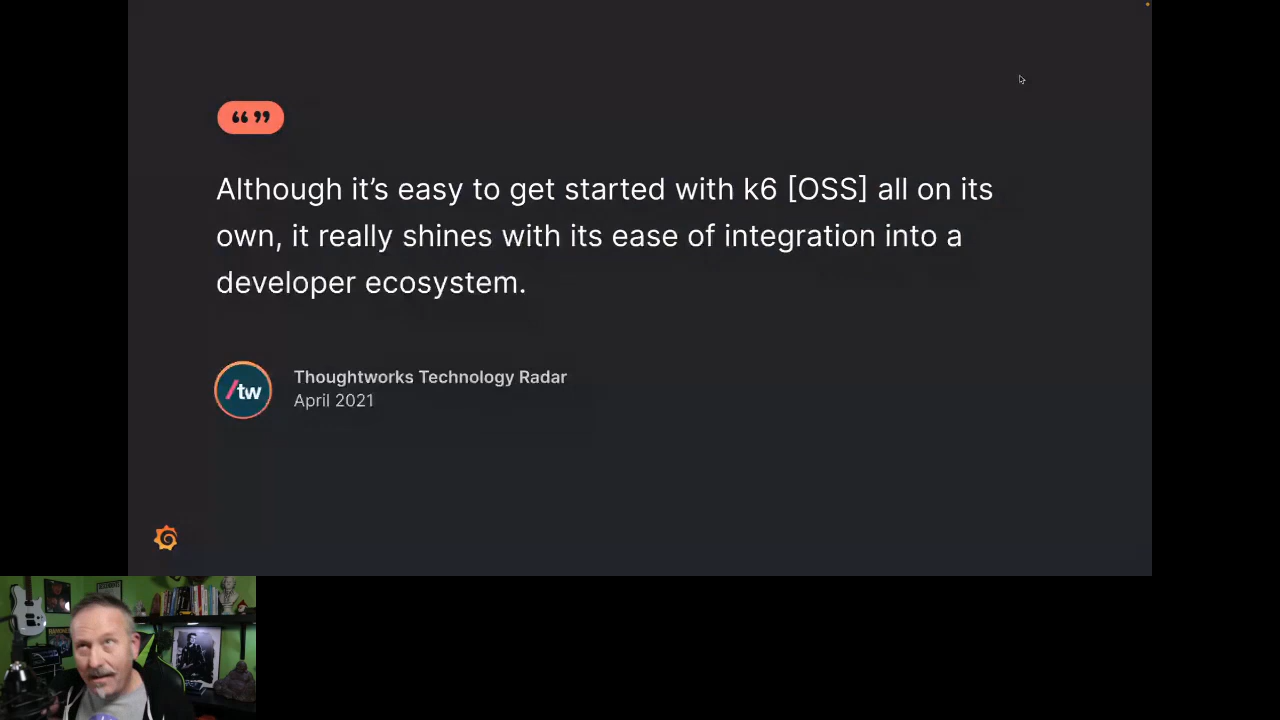 “ ”
Although it’s easy to get started with k6 [OSS] all on its
own, it really shines with its ease of integration into a
developer ecosystem.
/tw
Thoughtworks Technology Radar
April 2021